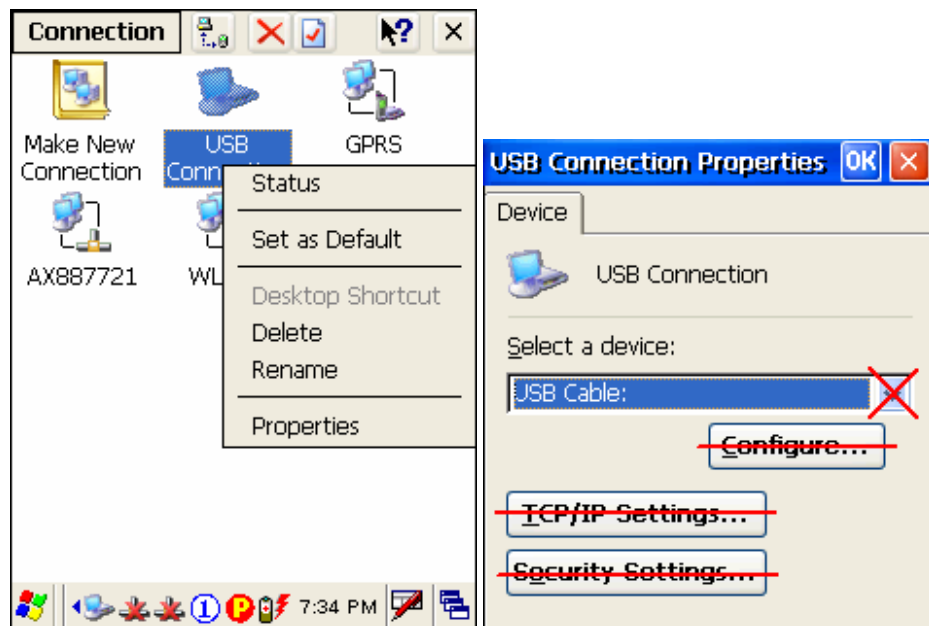 Connection
?
Make New
Connection
USB
Conn
GPRS
AX887721
WL
Status
Set as Default
Desktop Shortcut
Delete
Rename
Properties
1
P
7:34 PM
USB Connection Properties
OK
Device
USB Connection
Select a device:
USB Cable:
Configure...
TCP/IP Settings...
Security Settings...